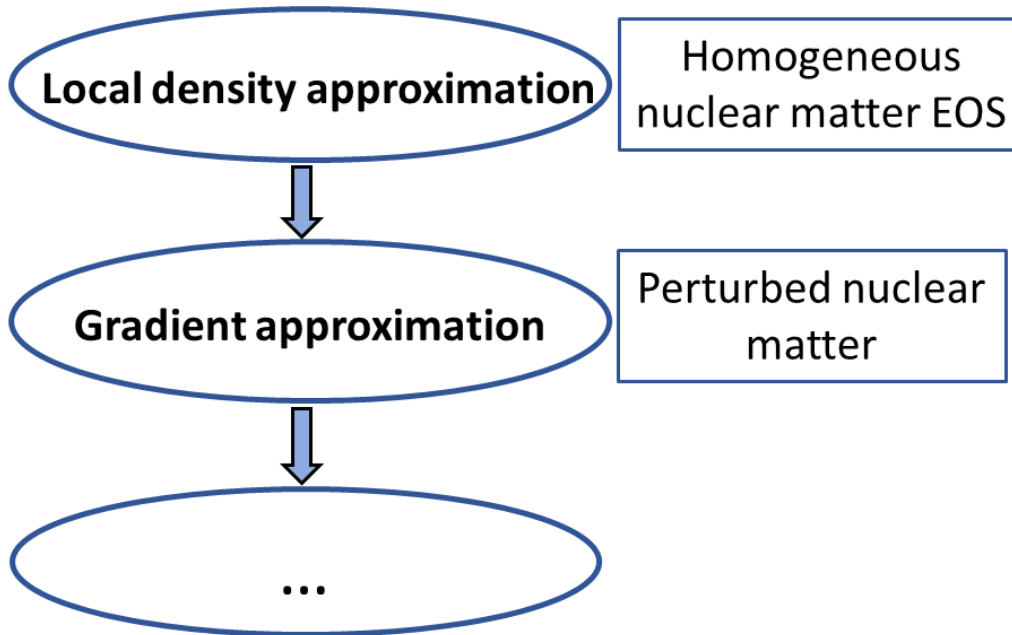 Local density approximation
Homogeneous
nuclear matter EOS
Gradient approximation
Perturbed nuclear
matter
...